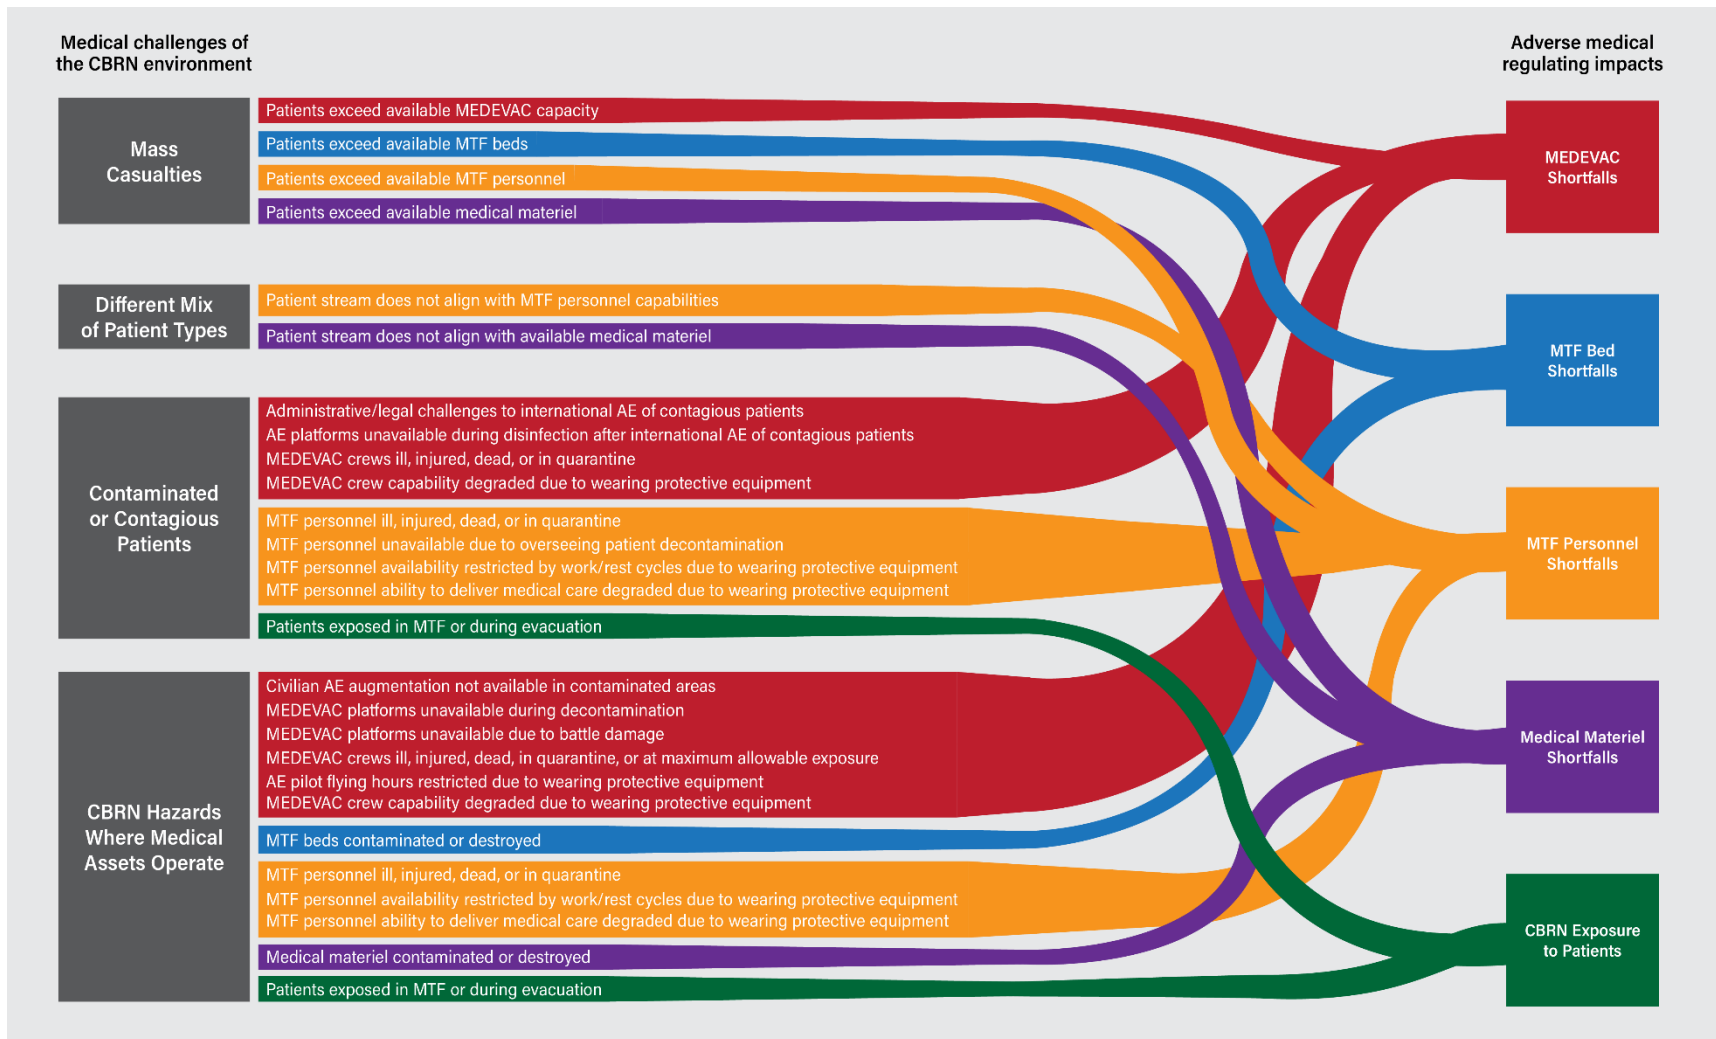 Medical challenges of
the CBRN environment
Adverse medical
regulating impacts
Mass
Casualties
Patients exceed available MEDEVAC capacity
Patients exceed available MTF beds
Patients exceed available MTF personnel
Patients exceed available medical materiel
Different Mix
of Patient Types
Patient stream does not align with MTF personnel capabilities
Patient stream does not align with available medical materiel
Contaminated
or Contagious
Patients
Administrative/legal challenges to international AE of contagious patients
AE platforms unavailable during disinfection after international AE of contagious patients
MEDEVAC crews ill, injured, dead, or in quarantine
MEDEVAC crew capability degraded due to wearing protective equipment
MTF personnel ill, injured, dead, or in quarantine
MTF personnel unavailable due to overseeing patient decontamination
MTF personnel availability restricted by work/rest cycles due to wearing protective equipment
MTF personnel ability to deliver medical care degraded due to wearing protective equipment
Patients exposed in MTF or during evacuation
CBRN Hazards
Where Medical
Assets Operate
Civilian AE augmentation not available in contaminated areas
MEDEVAC platforms unavailable during decontamination
MEDEVAC platforms unavailable due to battle damage
MEDEVAC crews ill, injured, dead, in quarantine, or at maximum allowable exposure
AE pilot flying hours restricted due to wearing protective equipment
MEDEVAC crew capability degraded due to wearing protective equipment
MTF beds contaminated or destroyed
MTF personnel ill, injured, dead, or in quarantine
MTF personnel availability restricted by work/rest cycles due to wearing protective equipment
MTF personnel ability to deliver medical care degraded due to wearing protective equipment
Medical materiel contaminated or destroyed
Patients exposed in MTF or during evacuation
MEDEVAC
Shortfalls
MTF Bed
Shortfalls
MTF Personnel
Shortfalls
Medical Materiel
Shortfalls
CBRN Exposure
to Patients